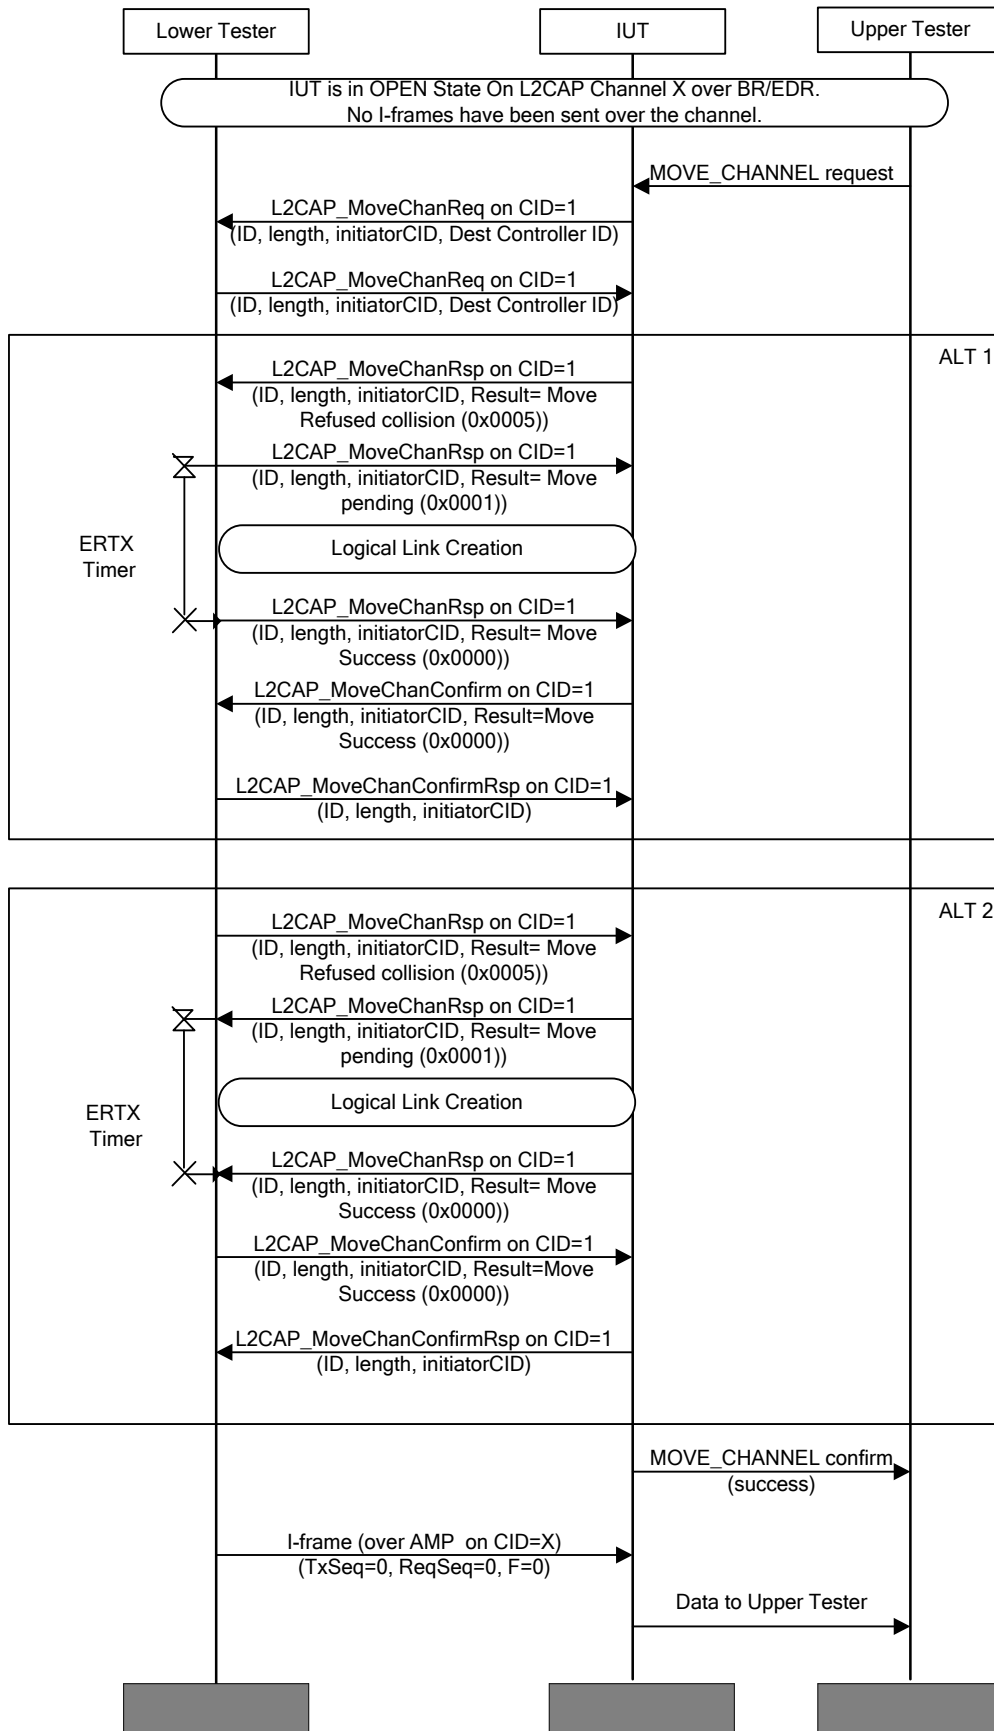 Lower Tester
IUT
Upper Tester
IUT is in OPEN State On L2CAP Channel X over BR/EDR.
No I-frames have been sent over the channel.
MOVE_CHANNEL request
L2CAP_MoveChanReq on CID=1
(ID, length, initiatorCID, Dest Controller ID)
L2CAP_MoveChanReq on CID=1
(ID, length, initiatorCID, Dest Controller ID)
ALT 1
L2CAP_MoveChanRsp on CID=1
(ID, length, initiatorCID, Result= Move
Refused collision (0x0005))
L2CAP_MoveChanRsp on CID=1
(ID, length, initiatorCID, Result= Move
pending (0x0001))
ERTX
Timer
Logical Link Creation
L2CAP_MoveChanRsp on CID=1
(ID, length, initiatorCID, Result= Move
Success (0x0000))
L2CAP_MoveChanConfirm on CID=1
(ID, length, initiatorCID, Result=Move
Success (0x0000))
L2CAP_MoveChanConfirmRsp on CID=1
(ID, length, initiatorCID)
ALT 2
L2CAP_MoveChanRsp on CID=1
(ID, length, initiatorCID, Result= Move
Refused collision (0x0005))
L2CAP_MoveChanRsp on CID=1
(ID, length, initiatorCID, Result= Move
pending (0x0001))
ERTX
Timer
Logical Link Creation
L2CAP_MoveChanRsp on CID=1
(ID, length, initiatorCID, Result= Move
Success (0x0000))
L2CAP_MoveChanConfirm on CID=1
(ID, length, initiatorCID, Result=Move
Success (0x0000))
L2CAP_MoveChanConfirmRsp on CID=1
(ID, length, initiatorCID)
MOVE_CHANNEL confirm
(success)
I-frame (over AMP on CID=X)
(TxSeq=0, ReqSeq=0, F=0)
Data to Upper Tester